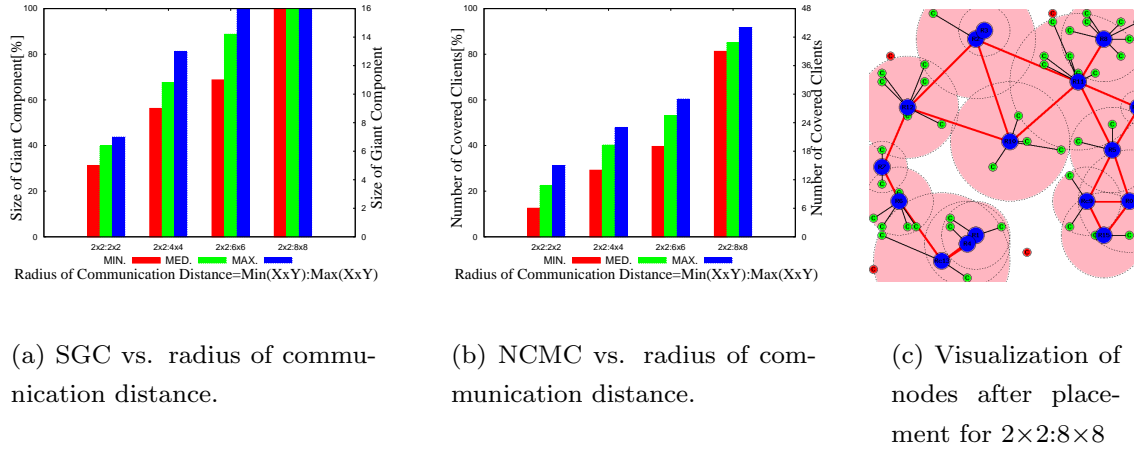 100
80
60
40
20
0
Size of Giant Component[%]
16
14
12
10
8
6
4
2
0
Size of Giant Component
2x2:2x2 2x2:4x4 2x2:6x6 2x2:8x8
MIN. MED. MAX.
Radius of Communication Distance=Min(XxY):Max(XxY)
(a) SGC vs. radius of commu-
nication distance.
100
80
60
40
20
0
Number of Covered Clients[%]
48
42
36
30
24
18
12
6
0
Number of Covered Clients
2x2:2x2 2x2:4x4 2x2:6x6 2x2:8x8
MIN. MED. MAX.
Radius of Communication Distance=Min(XxY):Max(XxY)
(b) NCMC vs. radius of com-
munication distance.
(c) Visualization of
nodes after place-
ment for 2×2:8×8